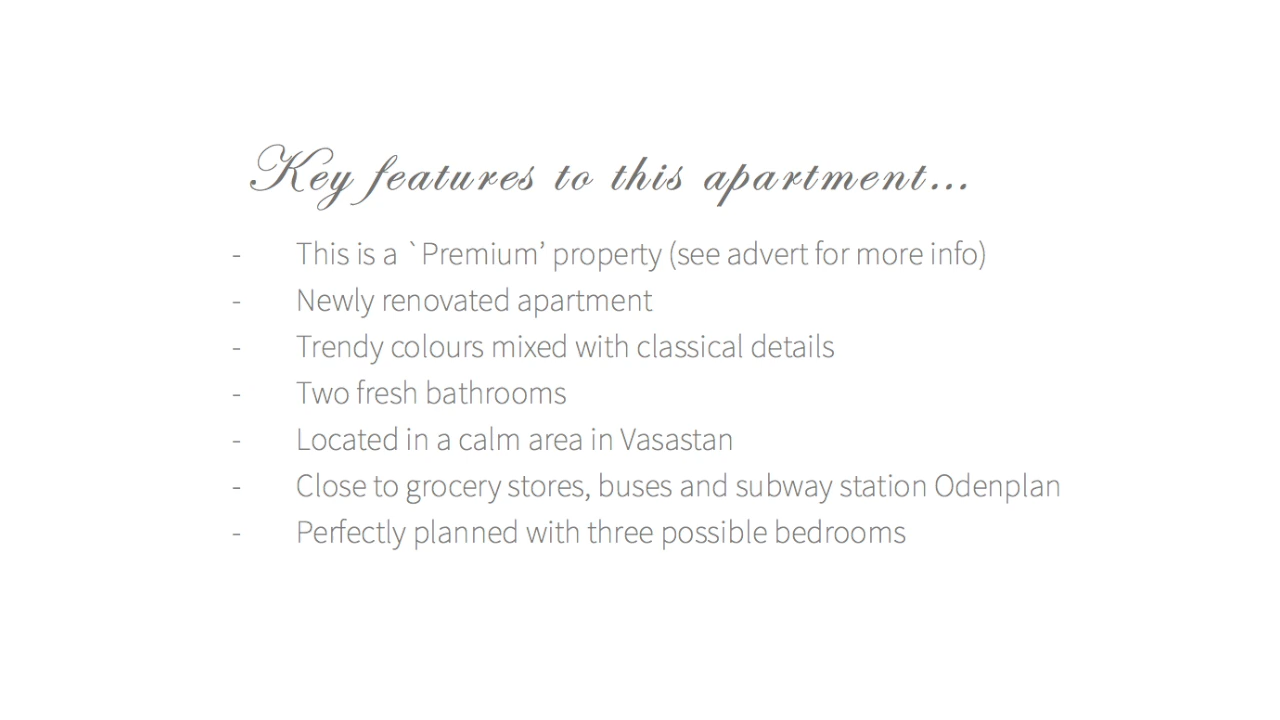 Key features to this apartment...
- This is a `Premium’ property (see advert for more info)
- Newly renovated apartment
- Trendy colours mixed with classical details
- Two fresh bathrooms
- Located in a calm area in Vasastan
- Close to grocery stores, buses and subway station Odenplan
- Perfectly planned with three possible bedrooms